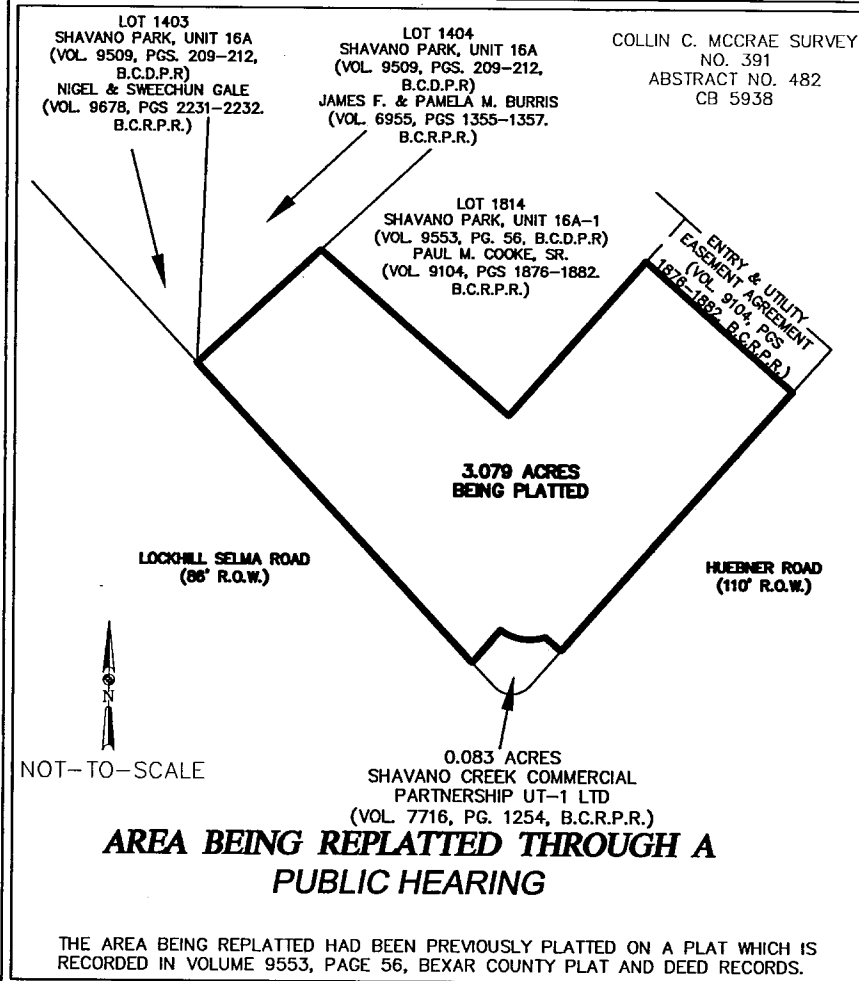 LOT 1403
SHAVANO PARK, UNIT 16A
(VOL. 9509, PGS. 209-212,
B.C.D.P.R)
NIGEL & SWEECHUN GALE
(VOL. 9678, PGS 2231-2232.
B.C.R.P.R.)
LOT 1404
SHAVANO PARK, UNIT 16A
(VOL. 9509, PGS. 209-212,
B.C.D.P.R)
JAMES F. & PAMELA M. BURRIS
(VOL. 6955, PGS 1355-1357.
B.C.R.P.R.)
COLLIN C. MCCRAE SURVEY
NO. 391
ABSTRACT NO. 482
CB 5938
LOT 1814
SHAVANO PARK, UNIT 16A-1
(VOL. 9553, PG. 56, B.C.D.P.R)
PAUL M. COOKE, SR.
(VOL. 9104, PGS 1876-1882.
B.C.R.P.R.)
ENTRY & UTILITY
EASEMENT AGREEMENT
(VOL. 9104, PGS
1876-1882, B.C.R.P.R.)
3.079 ACRES
BEING PLATTED
LOCKHILL SELMA ROAD
(86' R.O.W.)
HUEBNER ROAD
(110' R.O.W.)
N
NOT-TO-SCALE
0.083 ACRES
SHAVANO CREEK COMMERCIAL
PARTNERSHIP UT-1 LTD
(VOL. 7716, PG. 1254, B.C.R.P.R.)
AREA BEING REPLATTED THROUGH A
PUBLIC HEARING
THE AREA BEING REPLATTED HAD BEEN PREVIOUSLY PLATTED ON A PLAT WHICH IS
RECORDED IN VOLUME 9553, PAGE 56, BEXAR COUNTY PLAT AND DEED RECORDS.